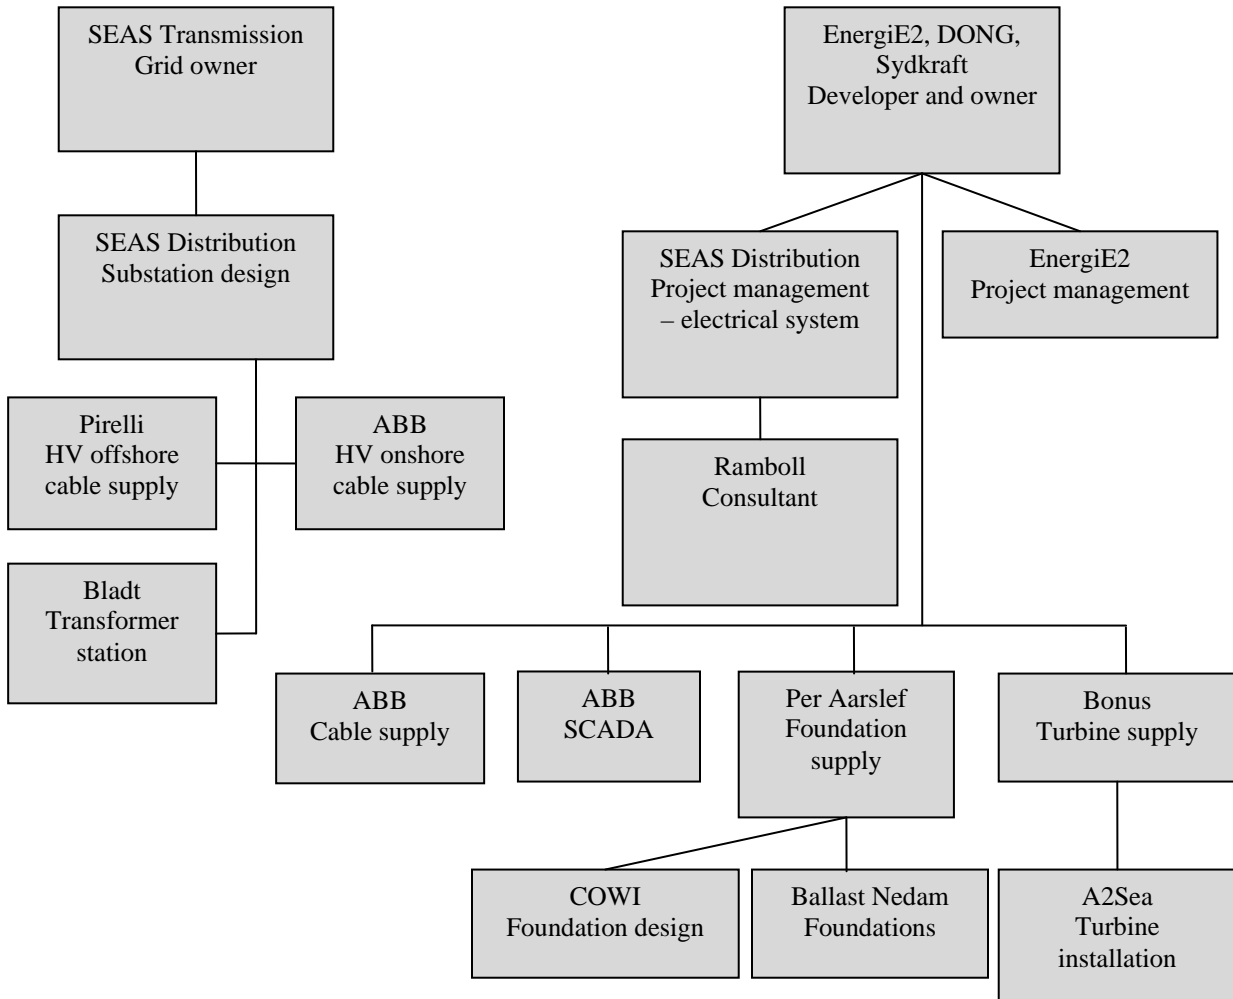 SEAS Transmission
Grid owner
EnergiE2, DONG,
Sydkraft
Developer and owner
SEAS Distribution
Substation design
SEAS Distribution
Project management
– electrical system
EnergiE2
Project management
Pirelli
HV offshore
cable supply
ABB
HV onshore
cable supply
Ramboll
Consultant
Bladt
Transformer
station
ABB
Cable supply
ABB
SCADA
Per Aarslef
Foundation
supply
Bonus
Turbine supply
COWI
Foundation design
Ballast Nedam
Foundations
A2Sea
Turbine
installation